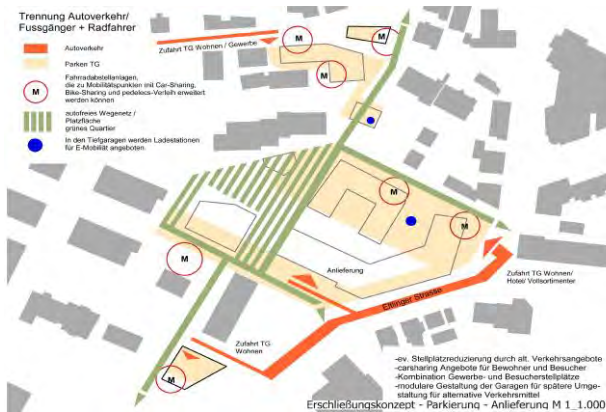 Trennung Autoverkehr/
Fussgänger + Radfahrer
Autoverkehr
Parken TG
M
Fahrradabstellanlagen,
die zu Mobilitätspunkten mit Car-Sharing,
Bike-Sharing und pedelecs-Verleih erweitert
werden können
autofreies Wegenetz /
Platzfläche
grünes Quartier
In den Tiefgaragen werden Ladestationen
für E-Mobiliät angeboten.
Zufahrt TG Wohnen / Gewerbe
M
M
M
M
M
M
M
Anlieferung
Ettlinger Strasse
Zufahrt TG Wohnen/
Hotel/ Vollsortimenter
Zufahrt TG
Wohnen
-ev. Stellplatzreduzierung durch alt. Verkehrsangebote
-carsharing Angebote für Bewohner und Besucher
-Kombination Gewerbe- und Besucherstellplätze
-modulare Gestaltung der Garagen für spätere Umge-
staltung für alternative Verkehrsmittel
Erschließungskonzept - Parkierung - Anlieferung M 1_1.000